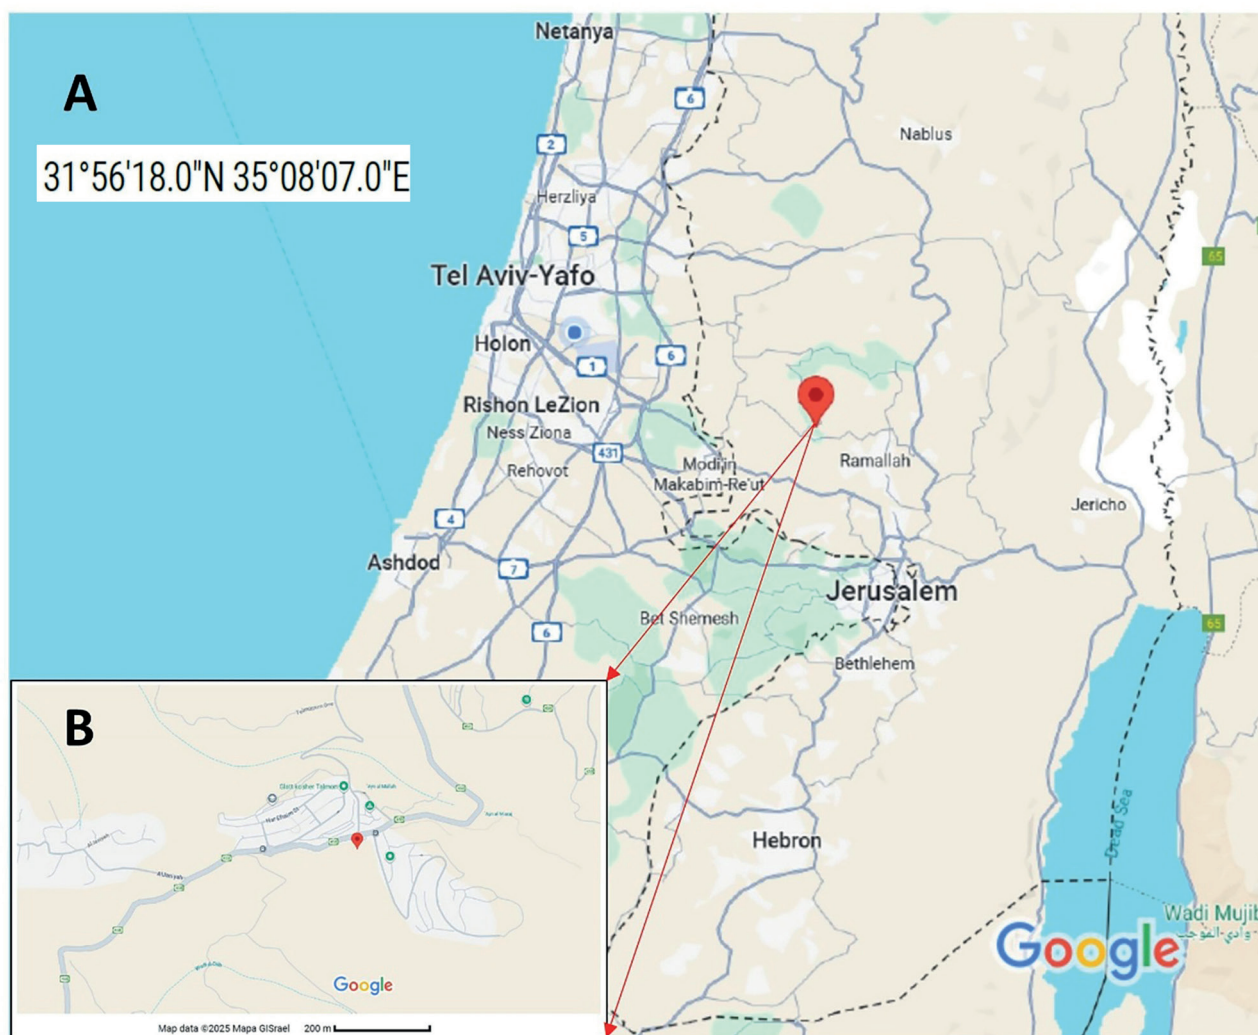 Netanya
A
6
Nablus
2
31°56'18.0"N 35°08'07.0"E
Herzliya
5
65
Tel Aviv-Yafo
Holon
6
1
Rishon LeZion
Ness Ziona
431
Ramallah
Rehovot
Modi'in
Makabim-Re'ut
Jericho
4
Ashdod
7
Jerusalem
Bet Shemesh
65
6
Bethlehem
B
Dead Sea
Hebron
Wadi Mujib
وادي الموجب
Google
Google
Map data ©2025 Mapa GISrael 200 m